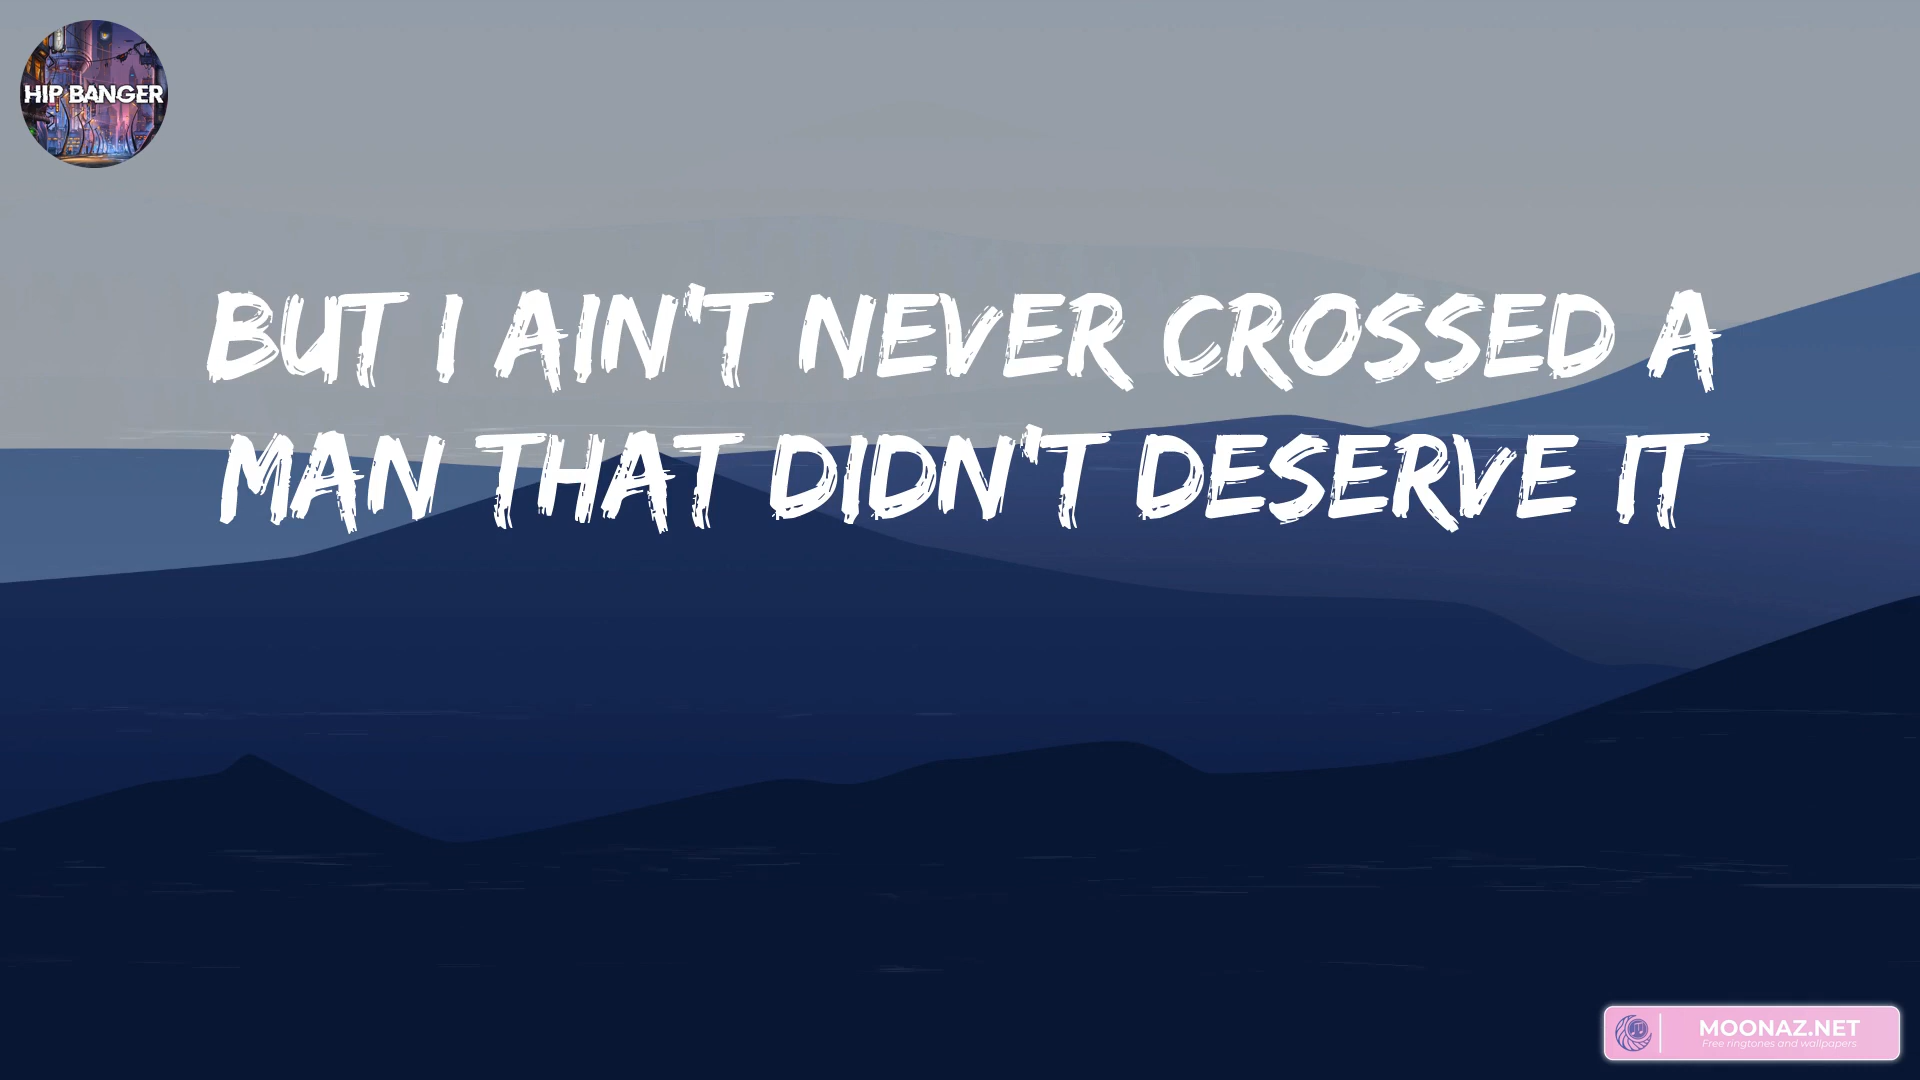 HIP BANGER
BUT I AIN'T NEVER CROSSED A
MAN THAT DIDN'T DESERVE IT
MOONAZ.NET
Free ringtones and wallpapers